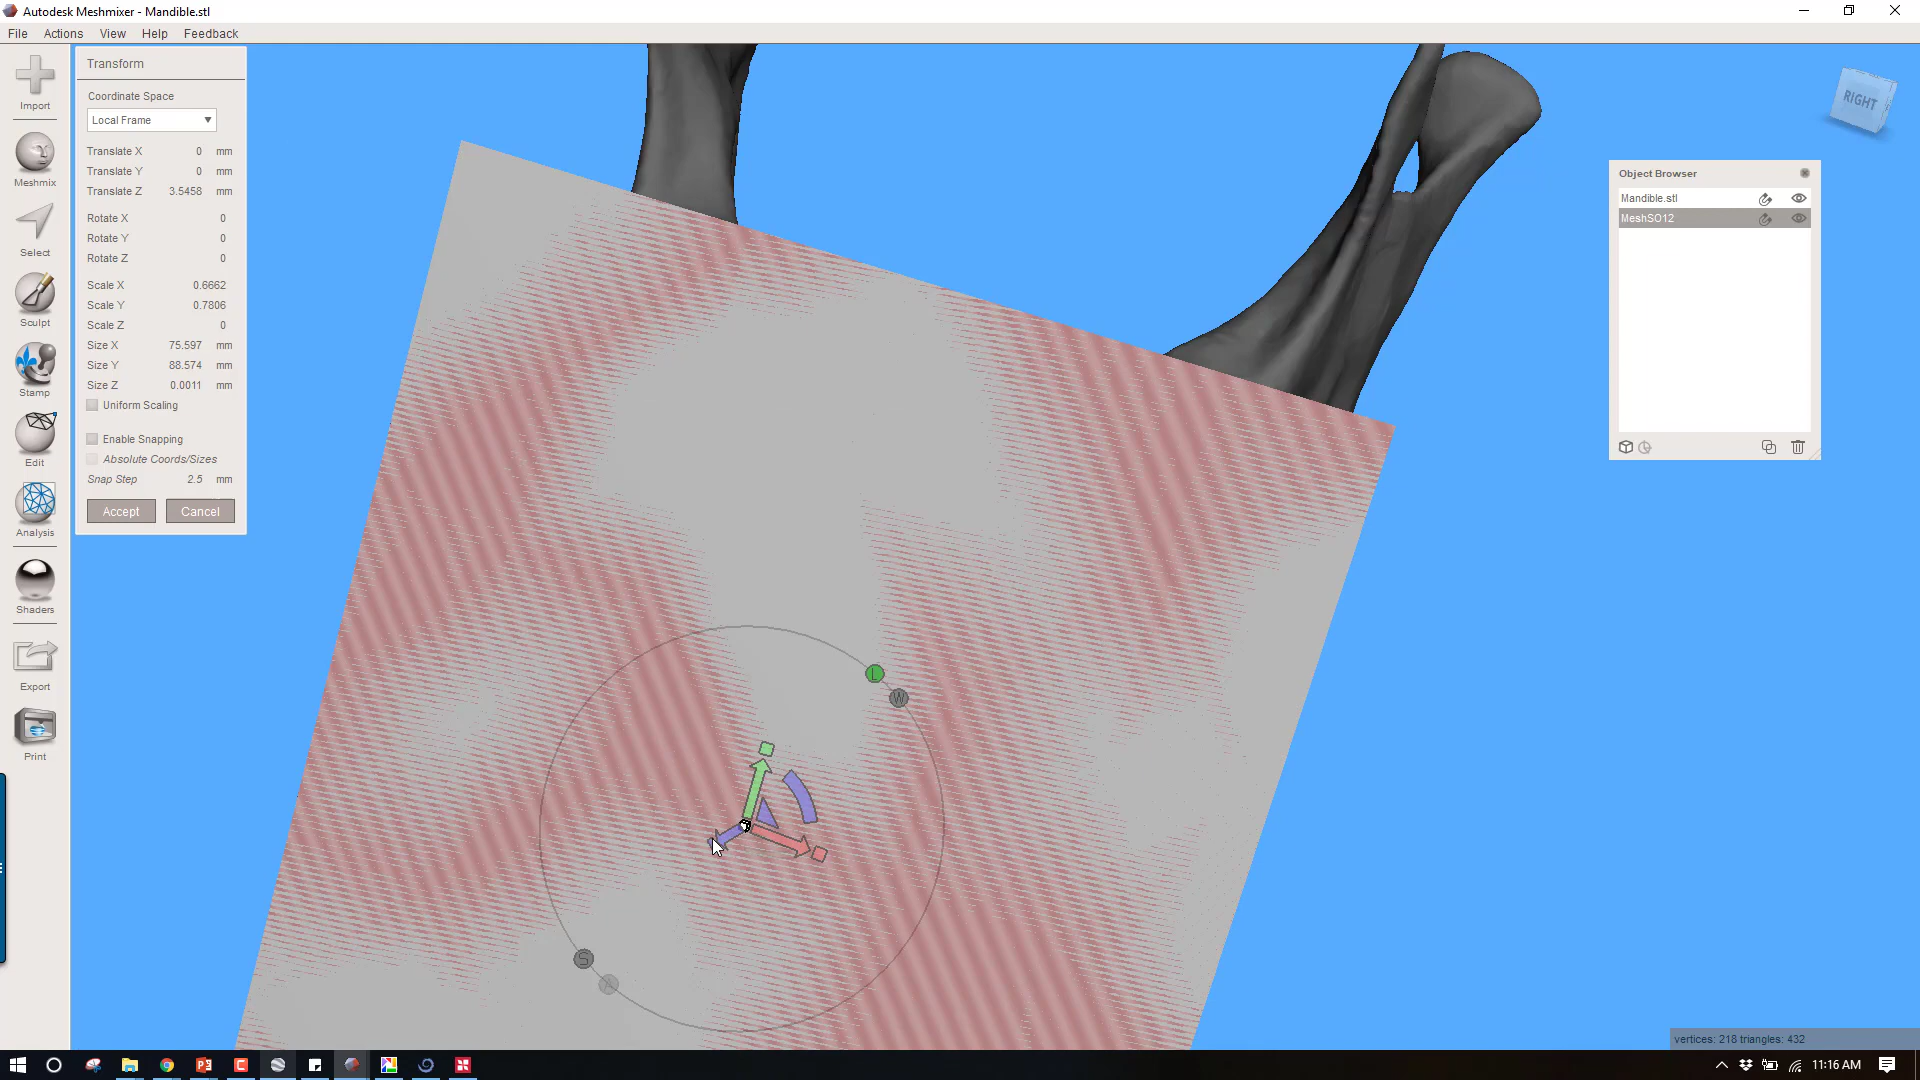 Autodesk Meshmixer - Mandible.stl
File Actions View Help Feedback
Import
Meshmix
Select
Sculpt
Stamp
Edit
Analysis
Shaders
Export
Print
Transform
Coordinate Space
Local Frame
Translate X 0 mm
Translate Y 0 mm
Translate Z 3.5458 mm
Rotate X 0
Rotate Y 0
Rotate Z 0
Scale X 0.6662
Scale Y 0.7806
Scale Z 0
Size X 75.597 mm
Size Y 88.574 mm
Size Z 0.0011 mm
Uniform Scaling
Enable Snapping
Absolute Coords/Sizes
Snap Step 2.5 mm
Accept Cancel
RIGHT
Object Browser
Mandible.stl
MeshSO12
L
W
S
A
vertices: 218 triangles: 432
11:16 AM